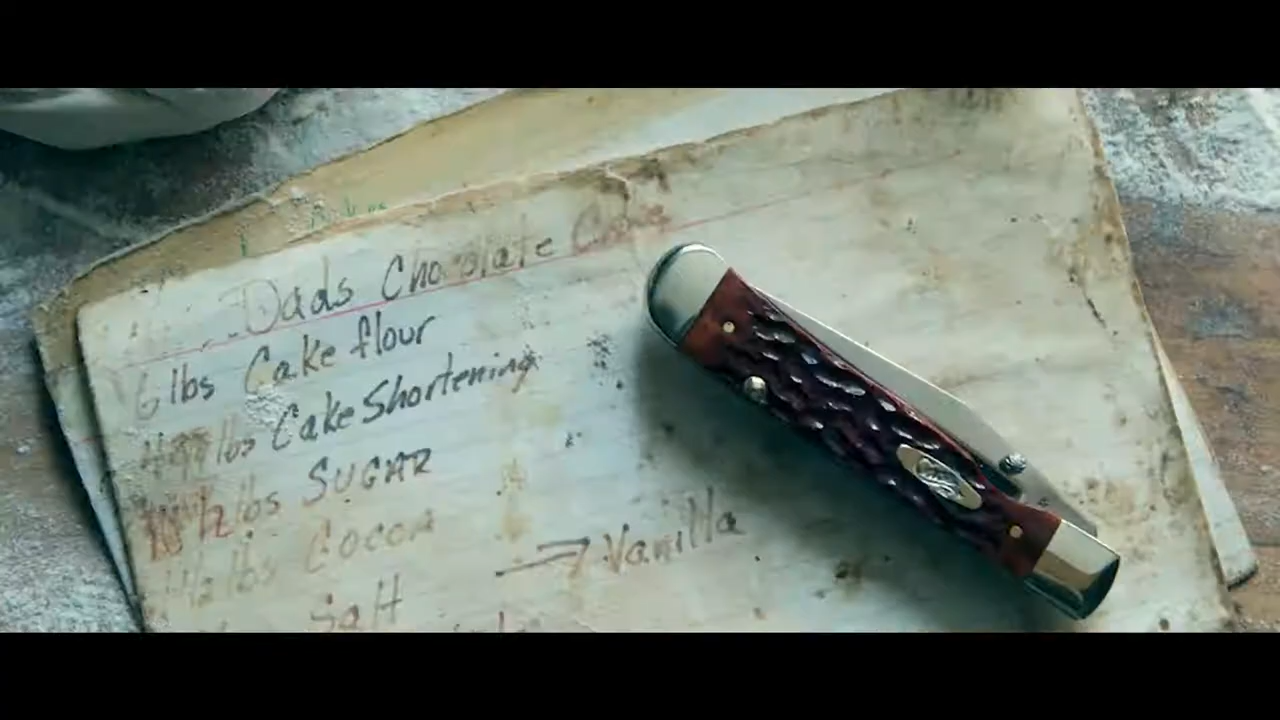 Dads Chocolate Cake
6 lbs Cake flour
lbs Cake Shortening
lbs SUGAR
lbs Cocoa
→ Vanilla
Salt